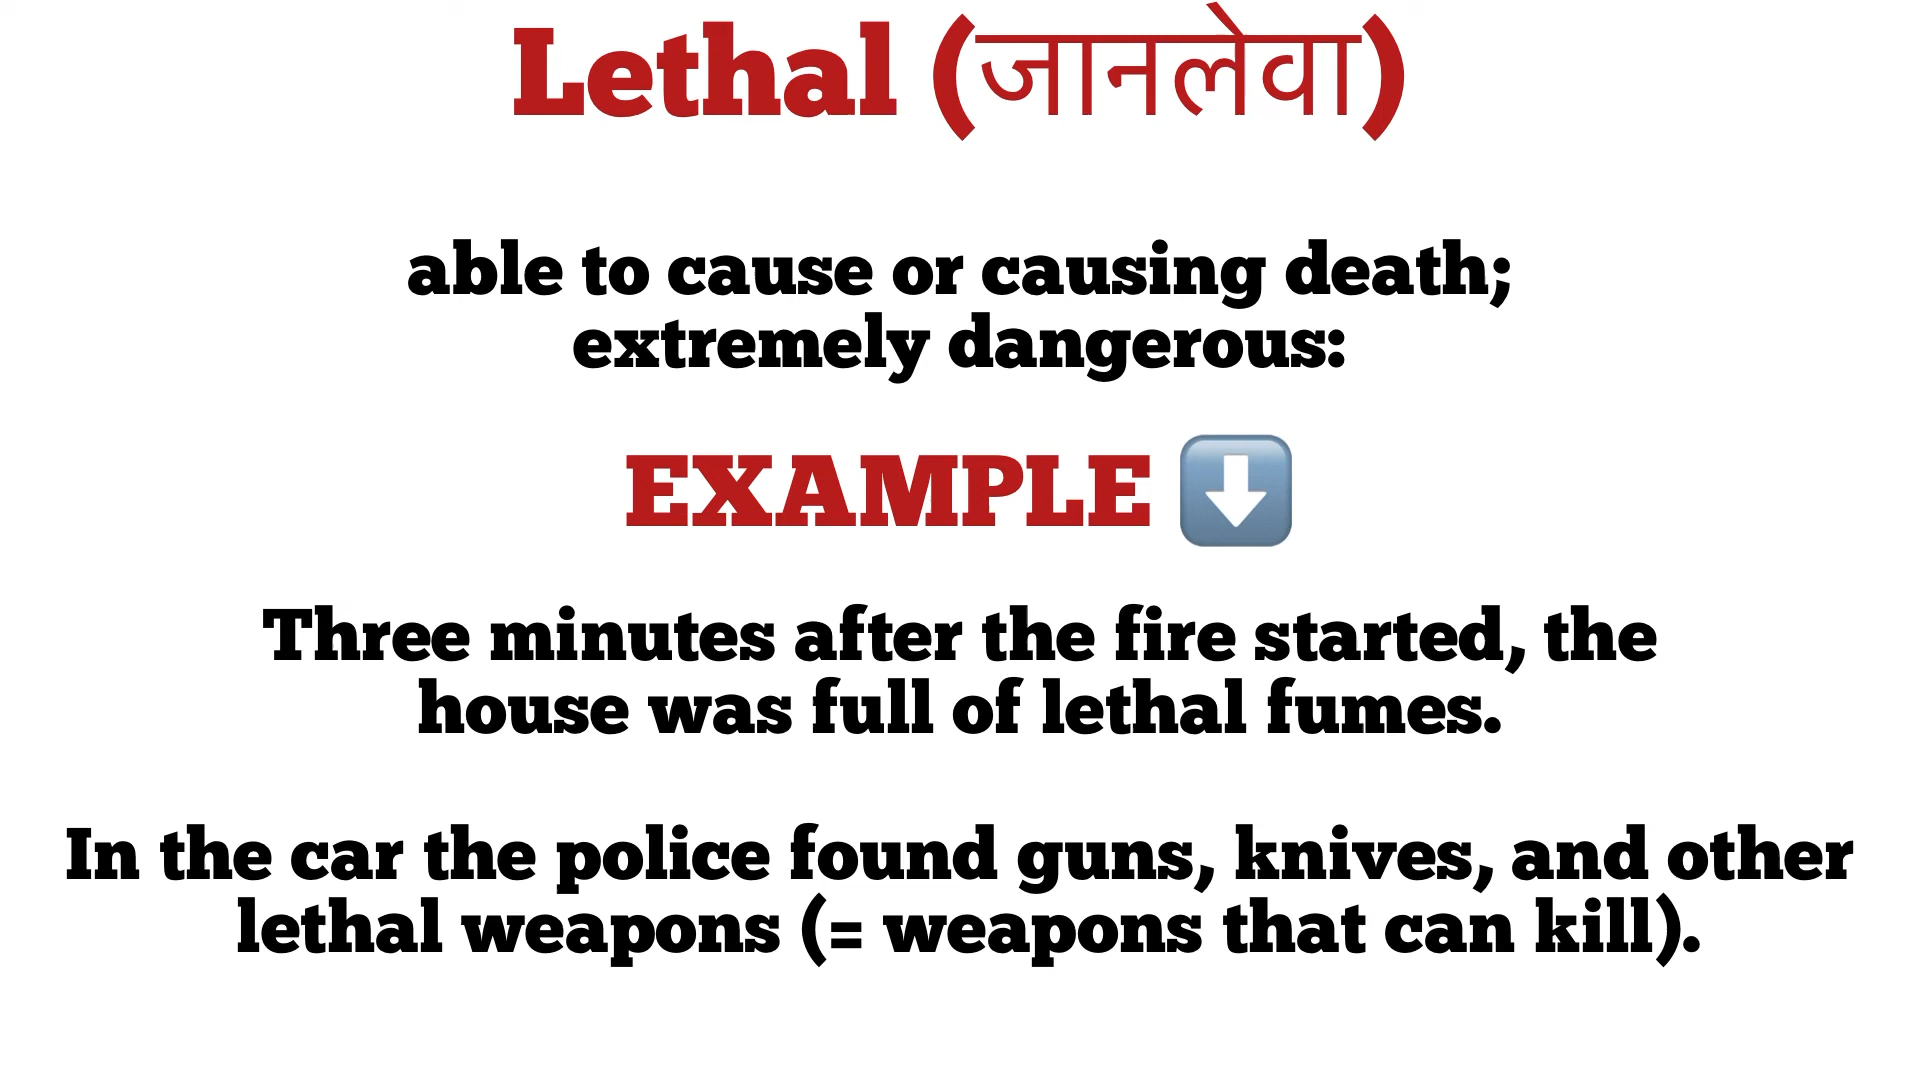 Lethal (जानलेवा)
able to cause or causing death;
extremely dangerous:
EXAMPLE ⬇️
Three minutes after the fire started, the
house was full of lethal fumes.
In the car the police found guns, knives, and other
lethal weapons (= weapons that can kill).